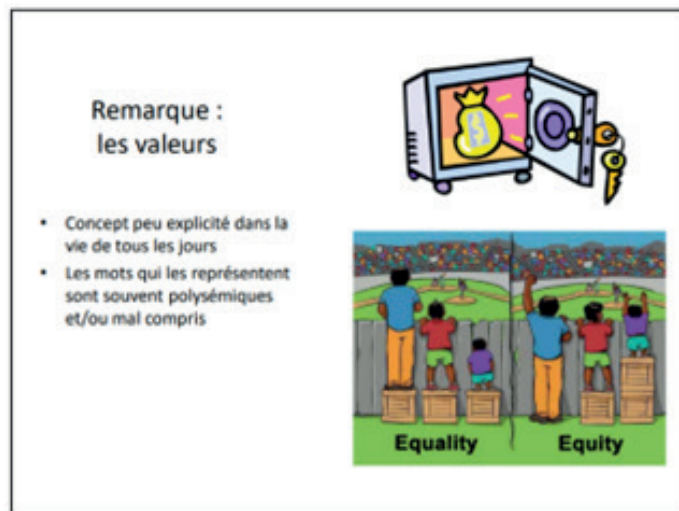 Remarque :
les valeurs
• Concept peu explicité dans la
vie de tous les jours
• Les mots qui les représentent
sont souvent polysémiques
et/ou mal compris
$
Equality
Equity